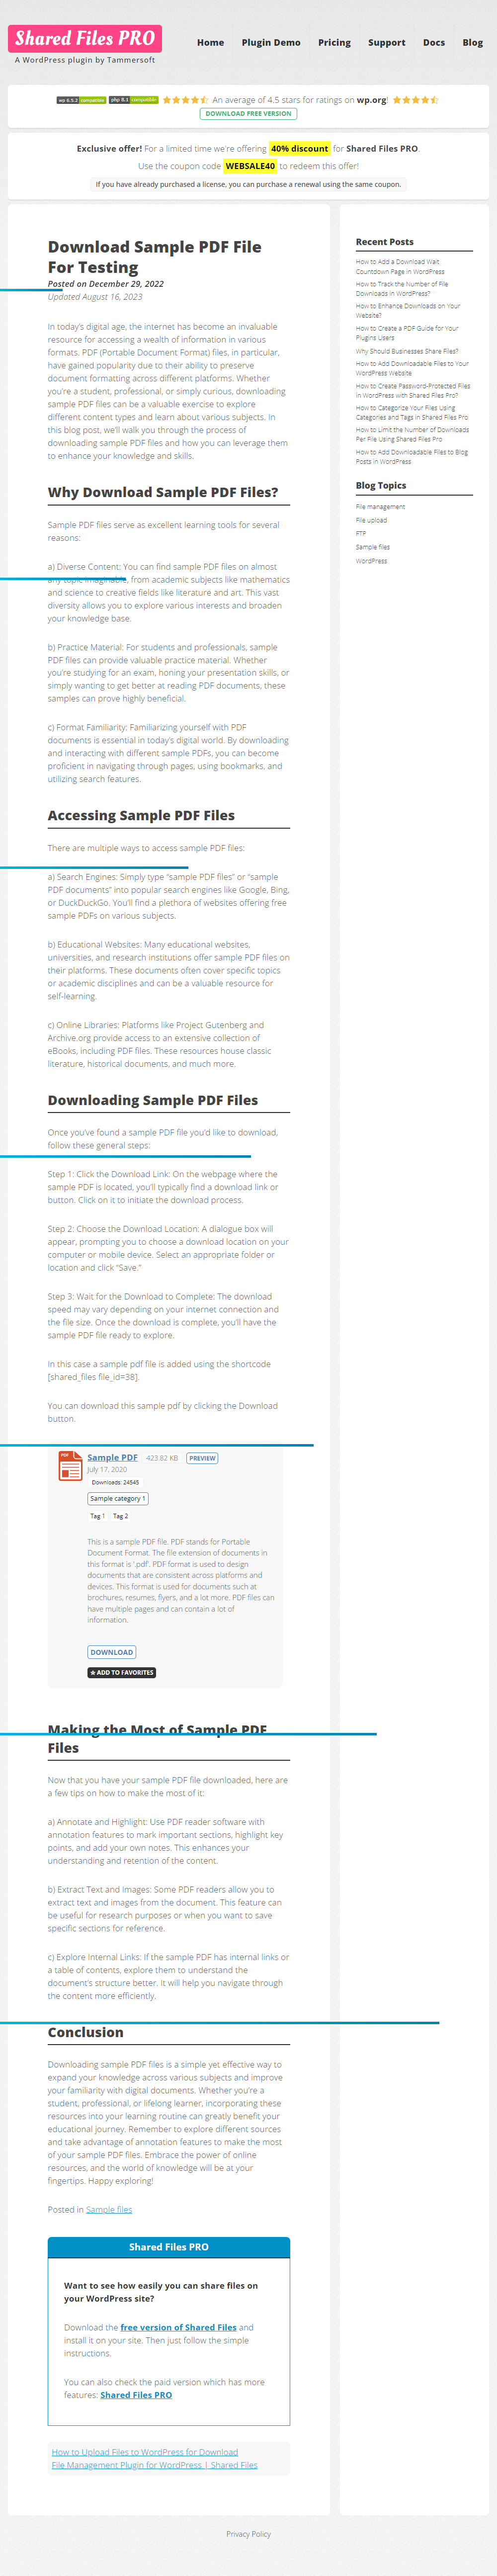 Shared Files PRO
A WordPress plugin by Tammersoft
Home
Plugin Demo
Pricing
Support
Docs
Blog
wp 6.5.2 compatible php 8.1 compatible An average of 4.5 stars for ratings on wp.org!
DOWNLOAD FREE VERSION
Exclusive offer! For a limited time we're offering 40% discount for Shared Files PRO.
Use the coupon code WEBSALE40 to redeem this offer!
If you have already purchased a license, you can purchase a renewal using the same coupon.
Download Sample PDF File
For Testing
Posted on December 29, 2022
Updated August 16, 2023
In today's digital age, the internet has become an invaluable
resource for accessing a wealth of information in various
formats. PDF (Portable Document Format) files, in particular,
have gained popularity due to their ability to preserve
document formatting across different platforms. Whether
you're a student, professional, or simply curious, downloading
sample PDF files can be a valuable exercise to explore
different content types and learn about various subjects. In
this blog post, we'll walk you through the process of
downloading sample PDF files and how you can leverage them
to enhance your knowledge and skills.
Why Download Sample PDF Files?
Sample PDF files serve as excellent learning tools for several
reasons:
a) Diverse Content: You can find sample PDF files on almost
any topic imaginable, from academic subjects like mathematics
and science to creative fields like literature and art. This vast
diversity allows you to explore various interests and broaden
your knowledge base.
b) Practice Material: For students and professionals, sample
PDF files can provide valuable practice material. Whether
you're studying for an exam, honing your presentation skills, or
simply wanting to get better at reading PDF documents, these
samples can prove highly beneficial.
c) Format Familiarity: Familiarizing yourself with PDF
documents is essential in today's digital world. By downloading
and interacting with different sample PDFs, you can become
proficient in navigating through pages, using bookmarks, and
utilizing search features.
Accessing Sample PDF Files
There are multiple ways to access sample PDF files:
a) Search Engines: Simply type "sample PDF files" or "sample
PDF documents" into popular search engines like Google, Bing,
or DuckDuckGo. You'll find a plethora of websites offering free
sample PDFs on various subjects.
b) Educational Websites: Many educational websites,
universities, and research institutions offer sample PDF files on
their platforms. These documents often cover specific topics
or academic disciplines and can be a valuable resource for
self-learning.
c) Online Libraries: Platforms like Project Gutenberg and
Archive.org provide access to an extensive collection of
eBooks, including PDF files. These resources house classic
literature, historical documents, and much more.
Downloading Sample PDF Files
Once you've found a sample PDF file you'd like to download,
follow these general steps:
Step 1: Click the Download Link: On the webpage where the
sample PDF is located, you'll typically find a download link or
button. Click on it to initiate the download process.
Step 2: Choose the Download Location: A dialogue box will
appear, prompting you to choose a download location on your
computer or mobile device. Select an appropriate folder or
location and click "Save."
Step 3: Wait for the Download to Complete: The download
speed may vary depending on your internet connection and
the file size. Once the download is complete, you'll have the
sample PDF file ready to explore.
In this case a sample pdf file is added using the shortcode
[shared_files file_id=38].
You can download this sample pdf by clicking the Download
button.
PDF
Sample PDF 423.82 KB PREVIEW
July 17, 2020
Downloads: 24545
Sample category 1
Tag 1 Tag 2
This is a sample PDF file. PDF stands for Portable
Document Format. The file extension of documents in
this format is '.pdf'. PDF format is used to design
documents that are consistent across platforms and
devices. This format is used for documents such at
brochures, resumes, flyers, and a lot more. PDF files can
have multiple pages and can contain a lot of
information.
DOWNLOAD
★ ADD TO FAVORITES
Making the Most of Sample PDF
Files
Now that you have your sample PDF file downloaded, here are
a few tips on how to make the most of it:
a) Annotate and Highlight: Use PDF reader software with
annotation features to mark important sections, highlight key
points, and add your own notes. This enhances your
understanding and retention of the content.
b) Extract Text and Images: Some PDF readers allow you to
extract text and images from the document. This feature can
be useful for research purposes or when you want to save
specific sections for reference.
c) Explore Internal Links: If the sample PDF has internal links or
a table of contents, explore them to understand the
document's structure better. It will help you navigate through
the content more efficiently.
Conclusion
Downloading sample PDF files is a simple yet effective way to
expand your knowledge across various subjects and improve
your familiarity with digital documents. Whether you're a
student, professional, or lifelong learner, incorporating these
resources into your learning routine can greatly benefit your
educational journey. Remember to explore different sources
and take advantage of annotation features to make the most
of your sample PDF files. Embrace the power of online
resources, and the world of knowledge will be at your
fingertips. Happy exploring!
Posted in Sample files
Shared Files PRO
Want to see how easily you can share files on
your WordPress site?
Download the free version of Shared Files and
install it on your site. Then just follow the simple
instructions.
You can also check the paid version which has more
features: Shared Files PRO
How to Upload Files to WordPress for Download
File Management Plugin for WordPress | Shared Files
Recent Posts
How to Add a Download Wait
Countdown Page in WordPress
How to Track the Number of File
Downloads in WordPress?
How to Enhance Downloads on Your
Website?
How to Create a PDF Guide for Your
Plugins Users
Why Should Businesses Share Files?
How to Add Downloadable Files to Your
WordPress Website
How to Create Password-Protected Files
in WordPress with Shared Files Pro?
How to Categorize Your Files Using
Categories and Tags in Shared Files Pro
How to Limit the Number of Downloads
Per File Using Shared Files Pro
How to Add Downloadable Files to Blog
Posts in WordPress
Blog Topics
File management
File upload
FTP
Sample files
WordPress
Privacy Policy